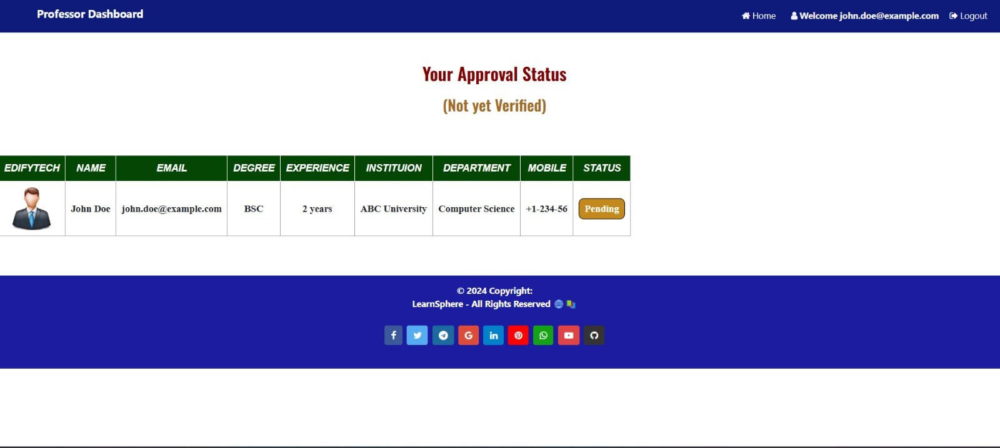 Professor Dashboard
Home Welcome john.doe@example.com Logout
Your Approval Status
(Not yet Verified)
EDIFYTECH NAME EMAIL DEGREE EXPERIENCE INSTITUION DEPARTMENT MOBILE STATUS
John Doe john.doe@example.com BSC 2 years ABC University Computer Science +1-234-56 Pending
© 2024 Copyright:
LearnSphere - All Rights Reserved